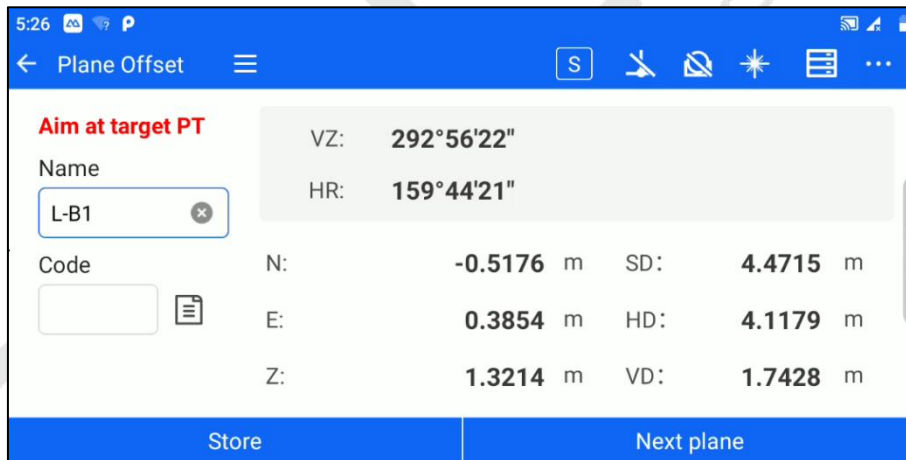 5:26
Plane Offset
S
Aim at target PT
VZ: 292°56'22"
Name
HR: 159°44'21"
L-B1
Code
N: -0.5176 m SD: 4.4715 m
E: 0.3854 m HD: 4.1179 m
Z: 1.3214 m VD: 1.7428 m
Store Next plane